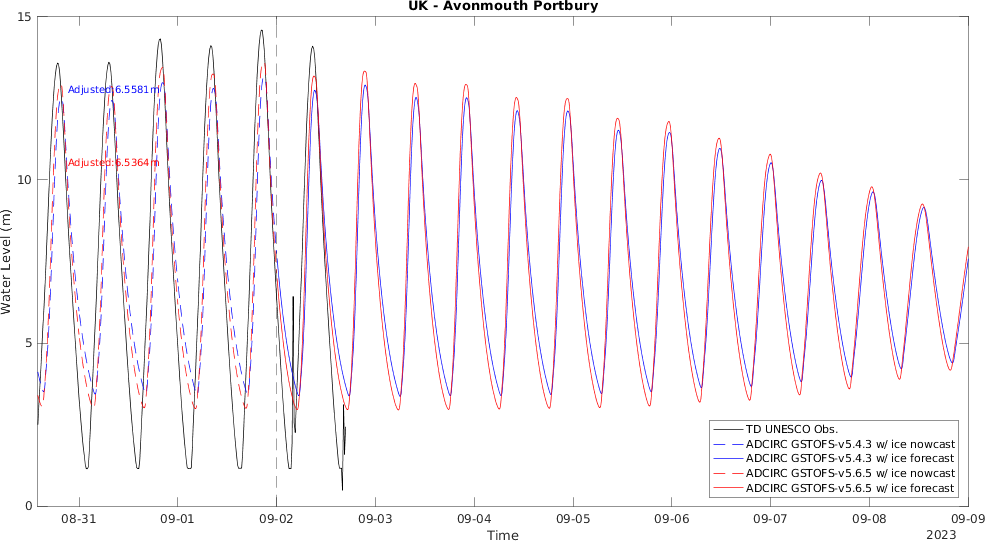 UK - Avonmouth Portbury
15
10
5
0
Water Level (m)
Adjusted:6.5581m
Adjusted:6.5364m
TD UNESCO Obs.
ADCIRC GSTOFS-v5.4.3 w/ ice nowcast
ADCIRC GSTOFS-v5.4.3 w/ ice forecast
ADCIRC GSTOFS-v5.6.5 w/ ice nowcast
ADCIRC GSTOFS-v5.6.5 w/ ice forecast
08-31 09-01 09-02 09-03 09-04 09-05 09-06 09-07 09-08 09-09
Time
2023